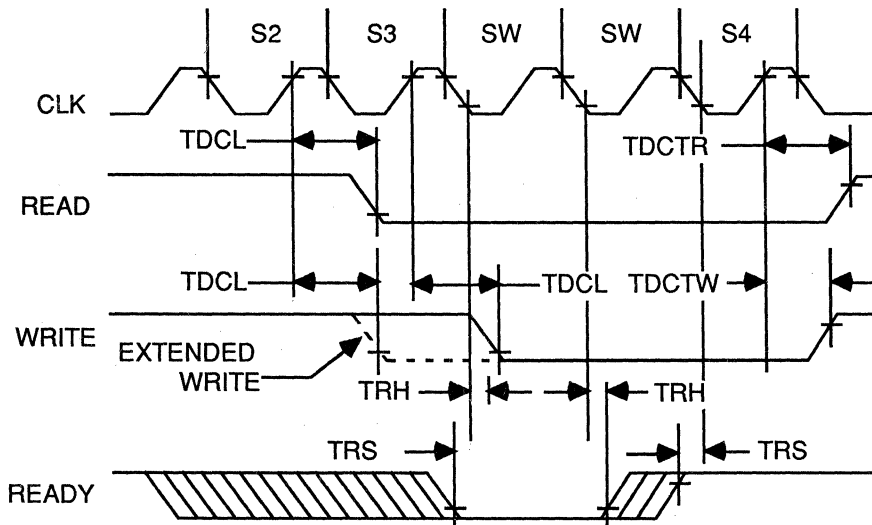 S2 S3 SW SW S4
CLK
TDCL TDCTR
READ
TDCL TDCL TDCTW
WRITE
EXTENDED
WRITE
TRH TRH
TRS TRS
READY